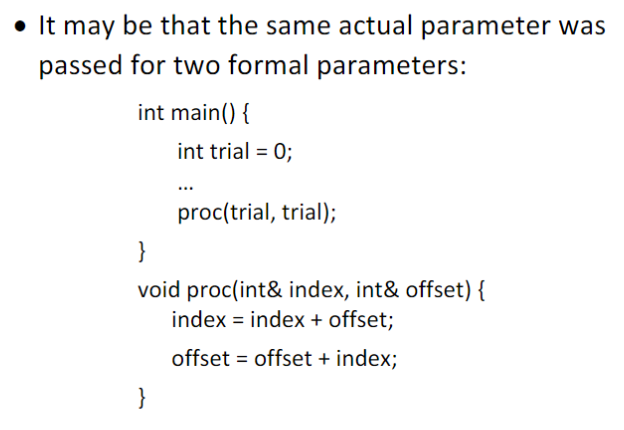 • It may be that the same actual parameter was
passed for two formal parameters:
int main() {
int trial = 0;
...
proc(trial, trial);
}
void proc(int& index, int& offset) {
index = index + offset;
offset = offset + index;
}